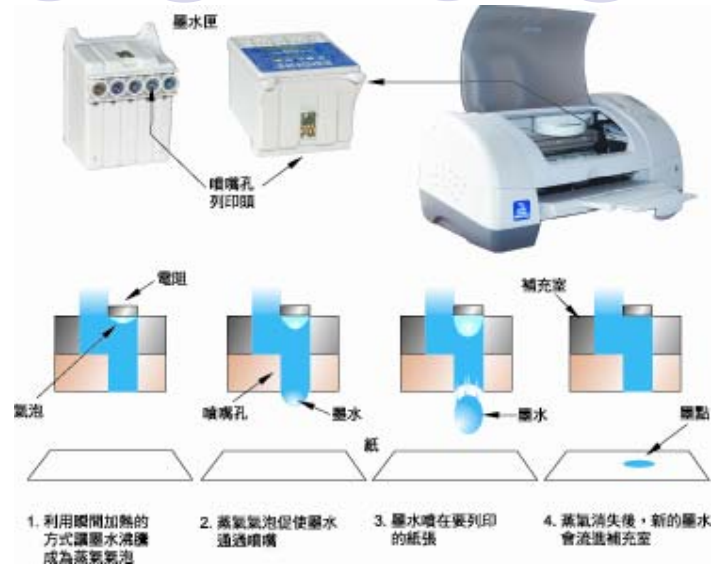 墨水匣
噴嘴孔
列印頭
電阻
補充室
氣泡
噴嘴孔
墨水
墨水
墨點
紙
1. 利用瞬間加熱的
方式讓墨水沸騰
成為蒸氣氣泡
2. 蒸氣氣泡促使墨水
通過噴嘴
3. 墨水噴在要列印
的紙張
4. 蒸氣消失後，新的墨水
會流進補充室